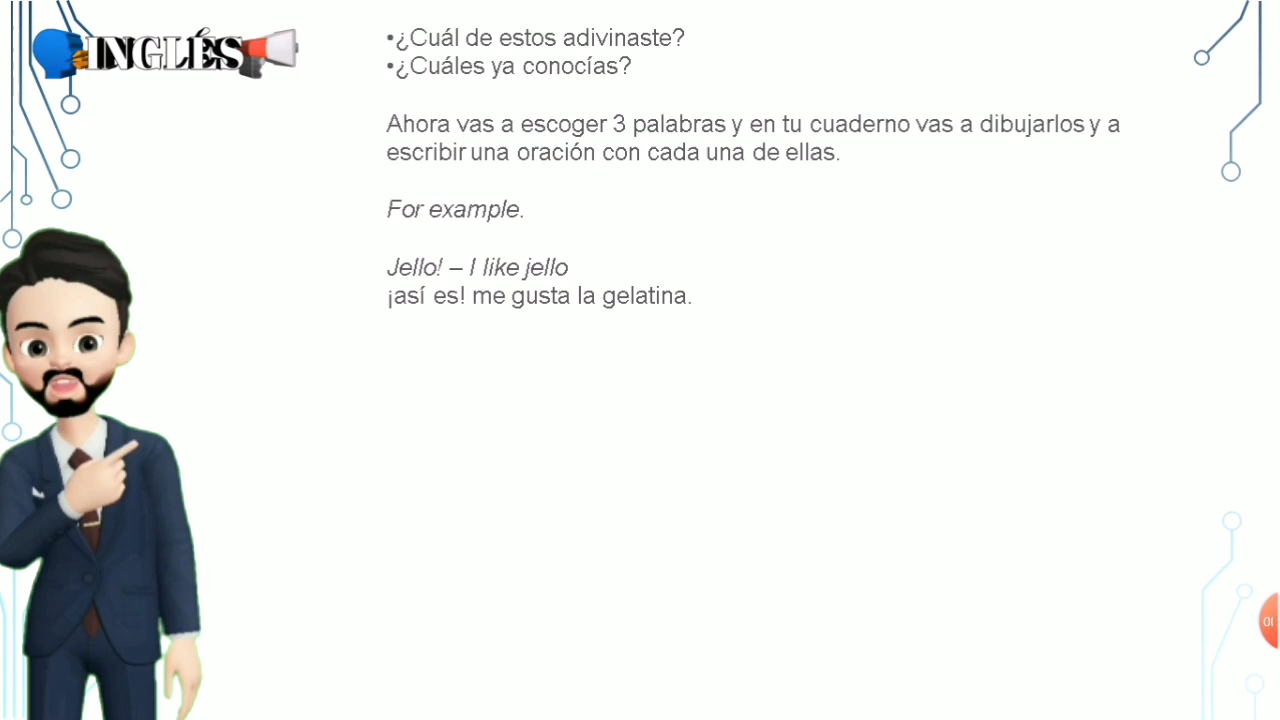 INGLÉS
•¿Cuál de estos adivinaste?
•¿Cuáles ya conocías?
Ahora vas a escoger 3 palabras y en tu cuaderno vas a dibujarlos y a
escribir una oración con cada una de ellas.
For example.
Jello! – I like jello
¡así es! me gusta la gelatina.